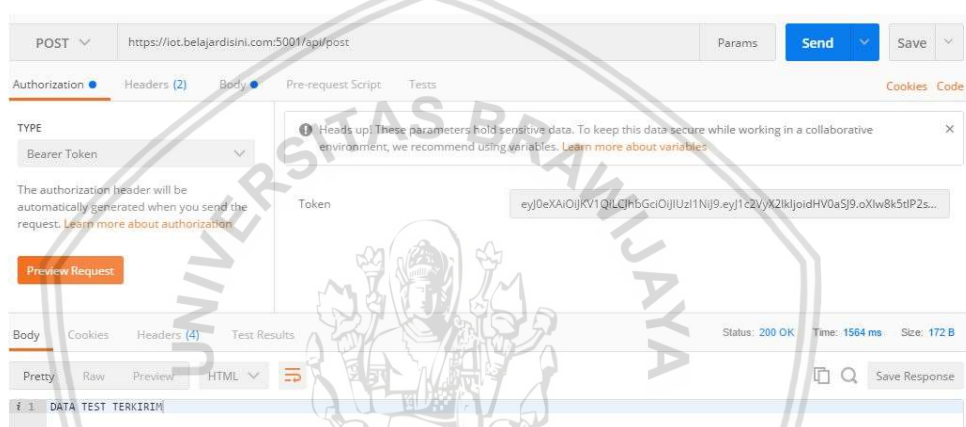 POST https://iot.belajardisini.com:5001/api/post Params Send Save
Authorization Headers (2) Body Pre-request Script Tests Cookies Code
TYPE
Bearer Token
The authorization header will be
automatically generated when you send the
request. Learn more about authorization
Preview Request
Heads up! These parameters hold sensitive data. To keep this data secure while working in a collaborative
environment, we recommend using variables. Learn more about variables
Token
Body Cookies Headers (4) Test Results Status: 200 OK Time: 1564 ms Size: 172 B
Pretty Raw Preview HTML Save Response
i 1 DATA TEST TERKIRIM
UNIVERSITAS BRAWIJAYA